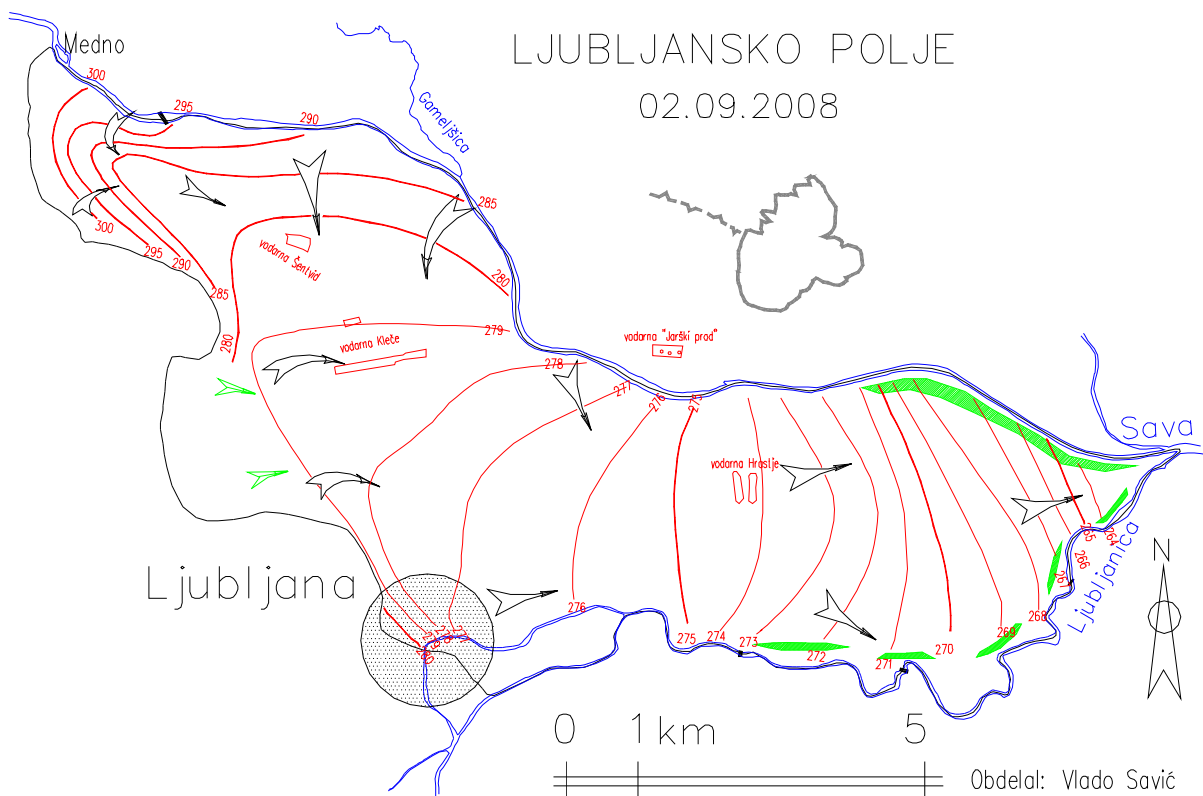 LJUBLJANSKO POLJE
02.09.2008
Medno
Gameljščica
300
295
290
285
280
279
278
277
276
275
300
295
290
285
280
vodarna Šentvid
vodarna Kleče
vodarna "Jarški prod"
vodarna Hrastje
Sava
Ljubljanica
Ljubljana
276
275
274
273
272
271
270
269
268
267
266
265
264
N
0 1 km 5
Obdelal: Vlado Savić